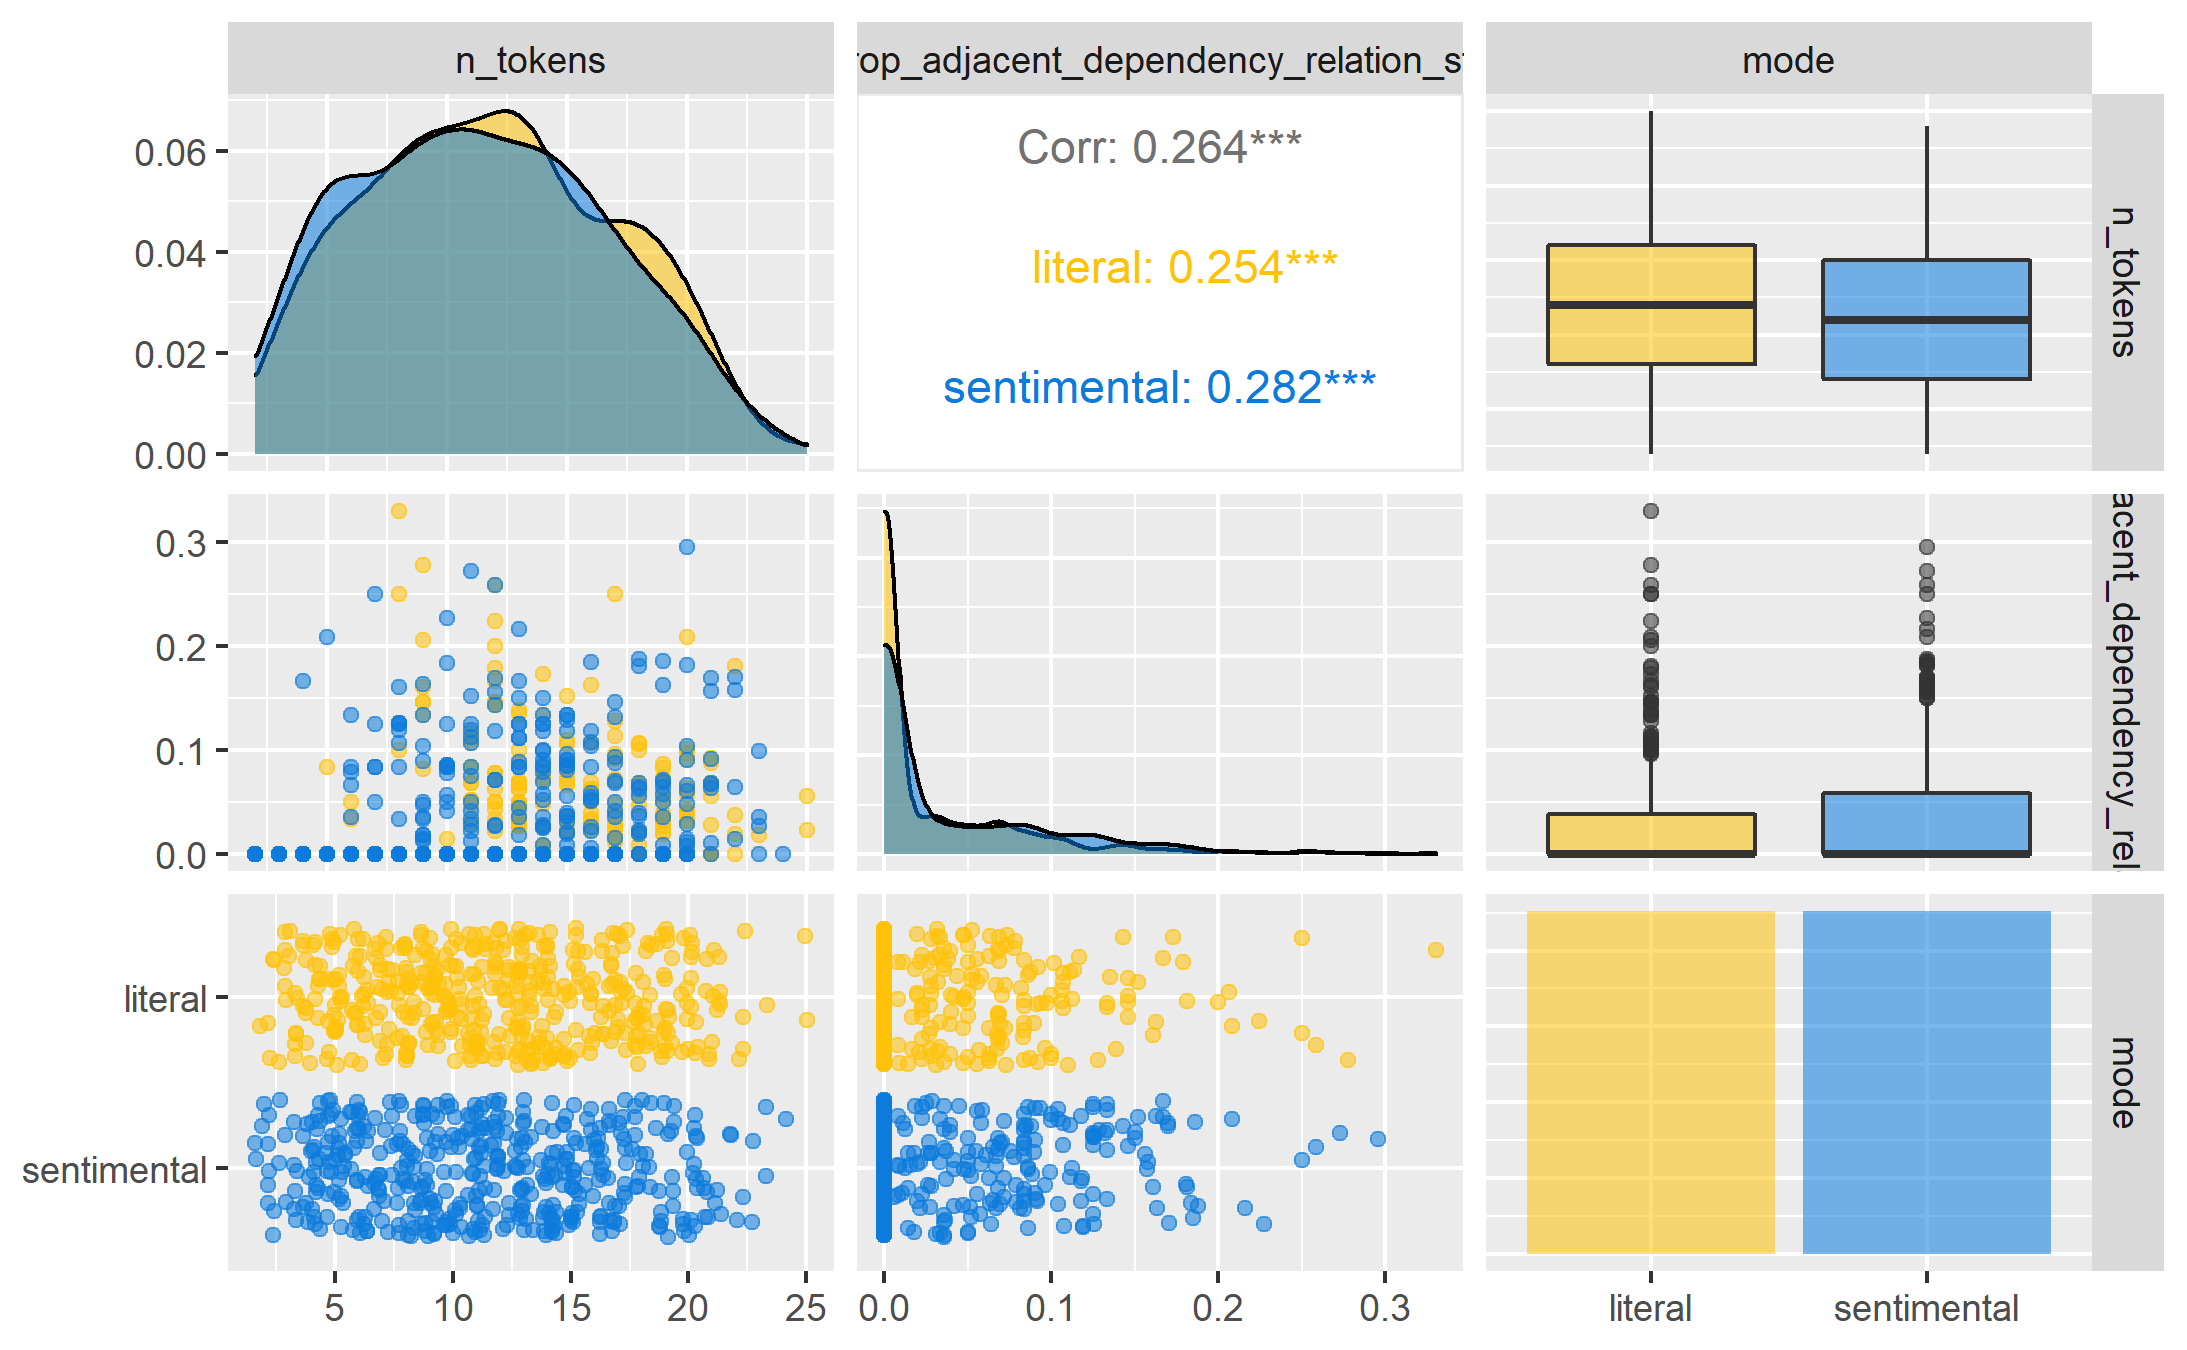 n_tokens
rop_adjacent_dependency_relation_s
mode
0.06
0.04
0.02
0.00
Corr: 0.264***
literal: 0.254***
sentimental: 0.282***
n_tokens
0.3
0.2
0.1
0.0
acent_dependency_rel
literal
sentimental
mode
5 10 15 20 25
0.0 0.1 0.2 0.3
literal sentimental